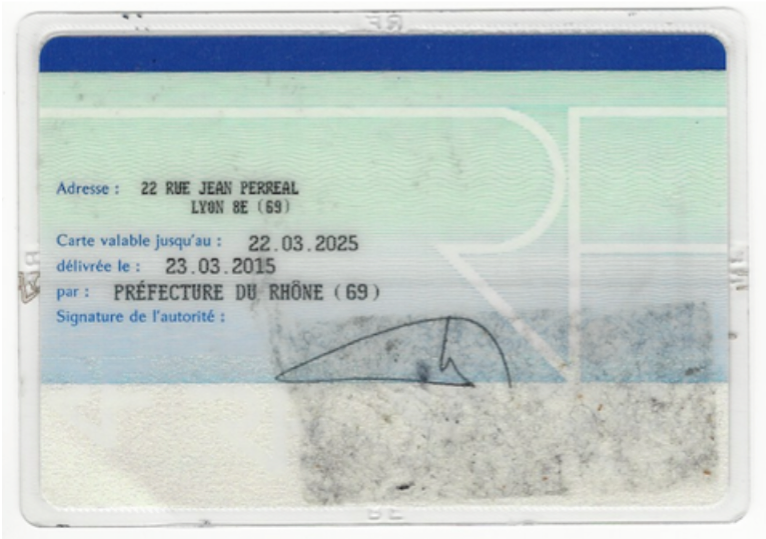 Adresse : 22 RUE JEAN PERREAL
LYON 8E (69)
Carte valable jusqu'au : 22.03.2025
délivrée le : 23.03.2015
par : PRÉFECTURE DU RHÔNE (69)
Signature de l'autorité :
RF